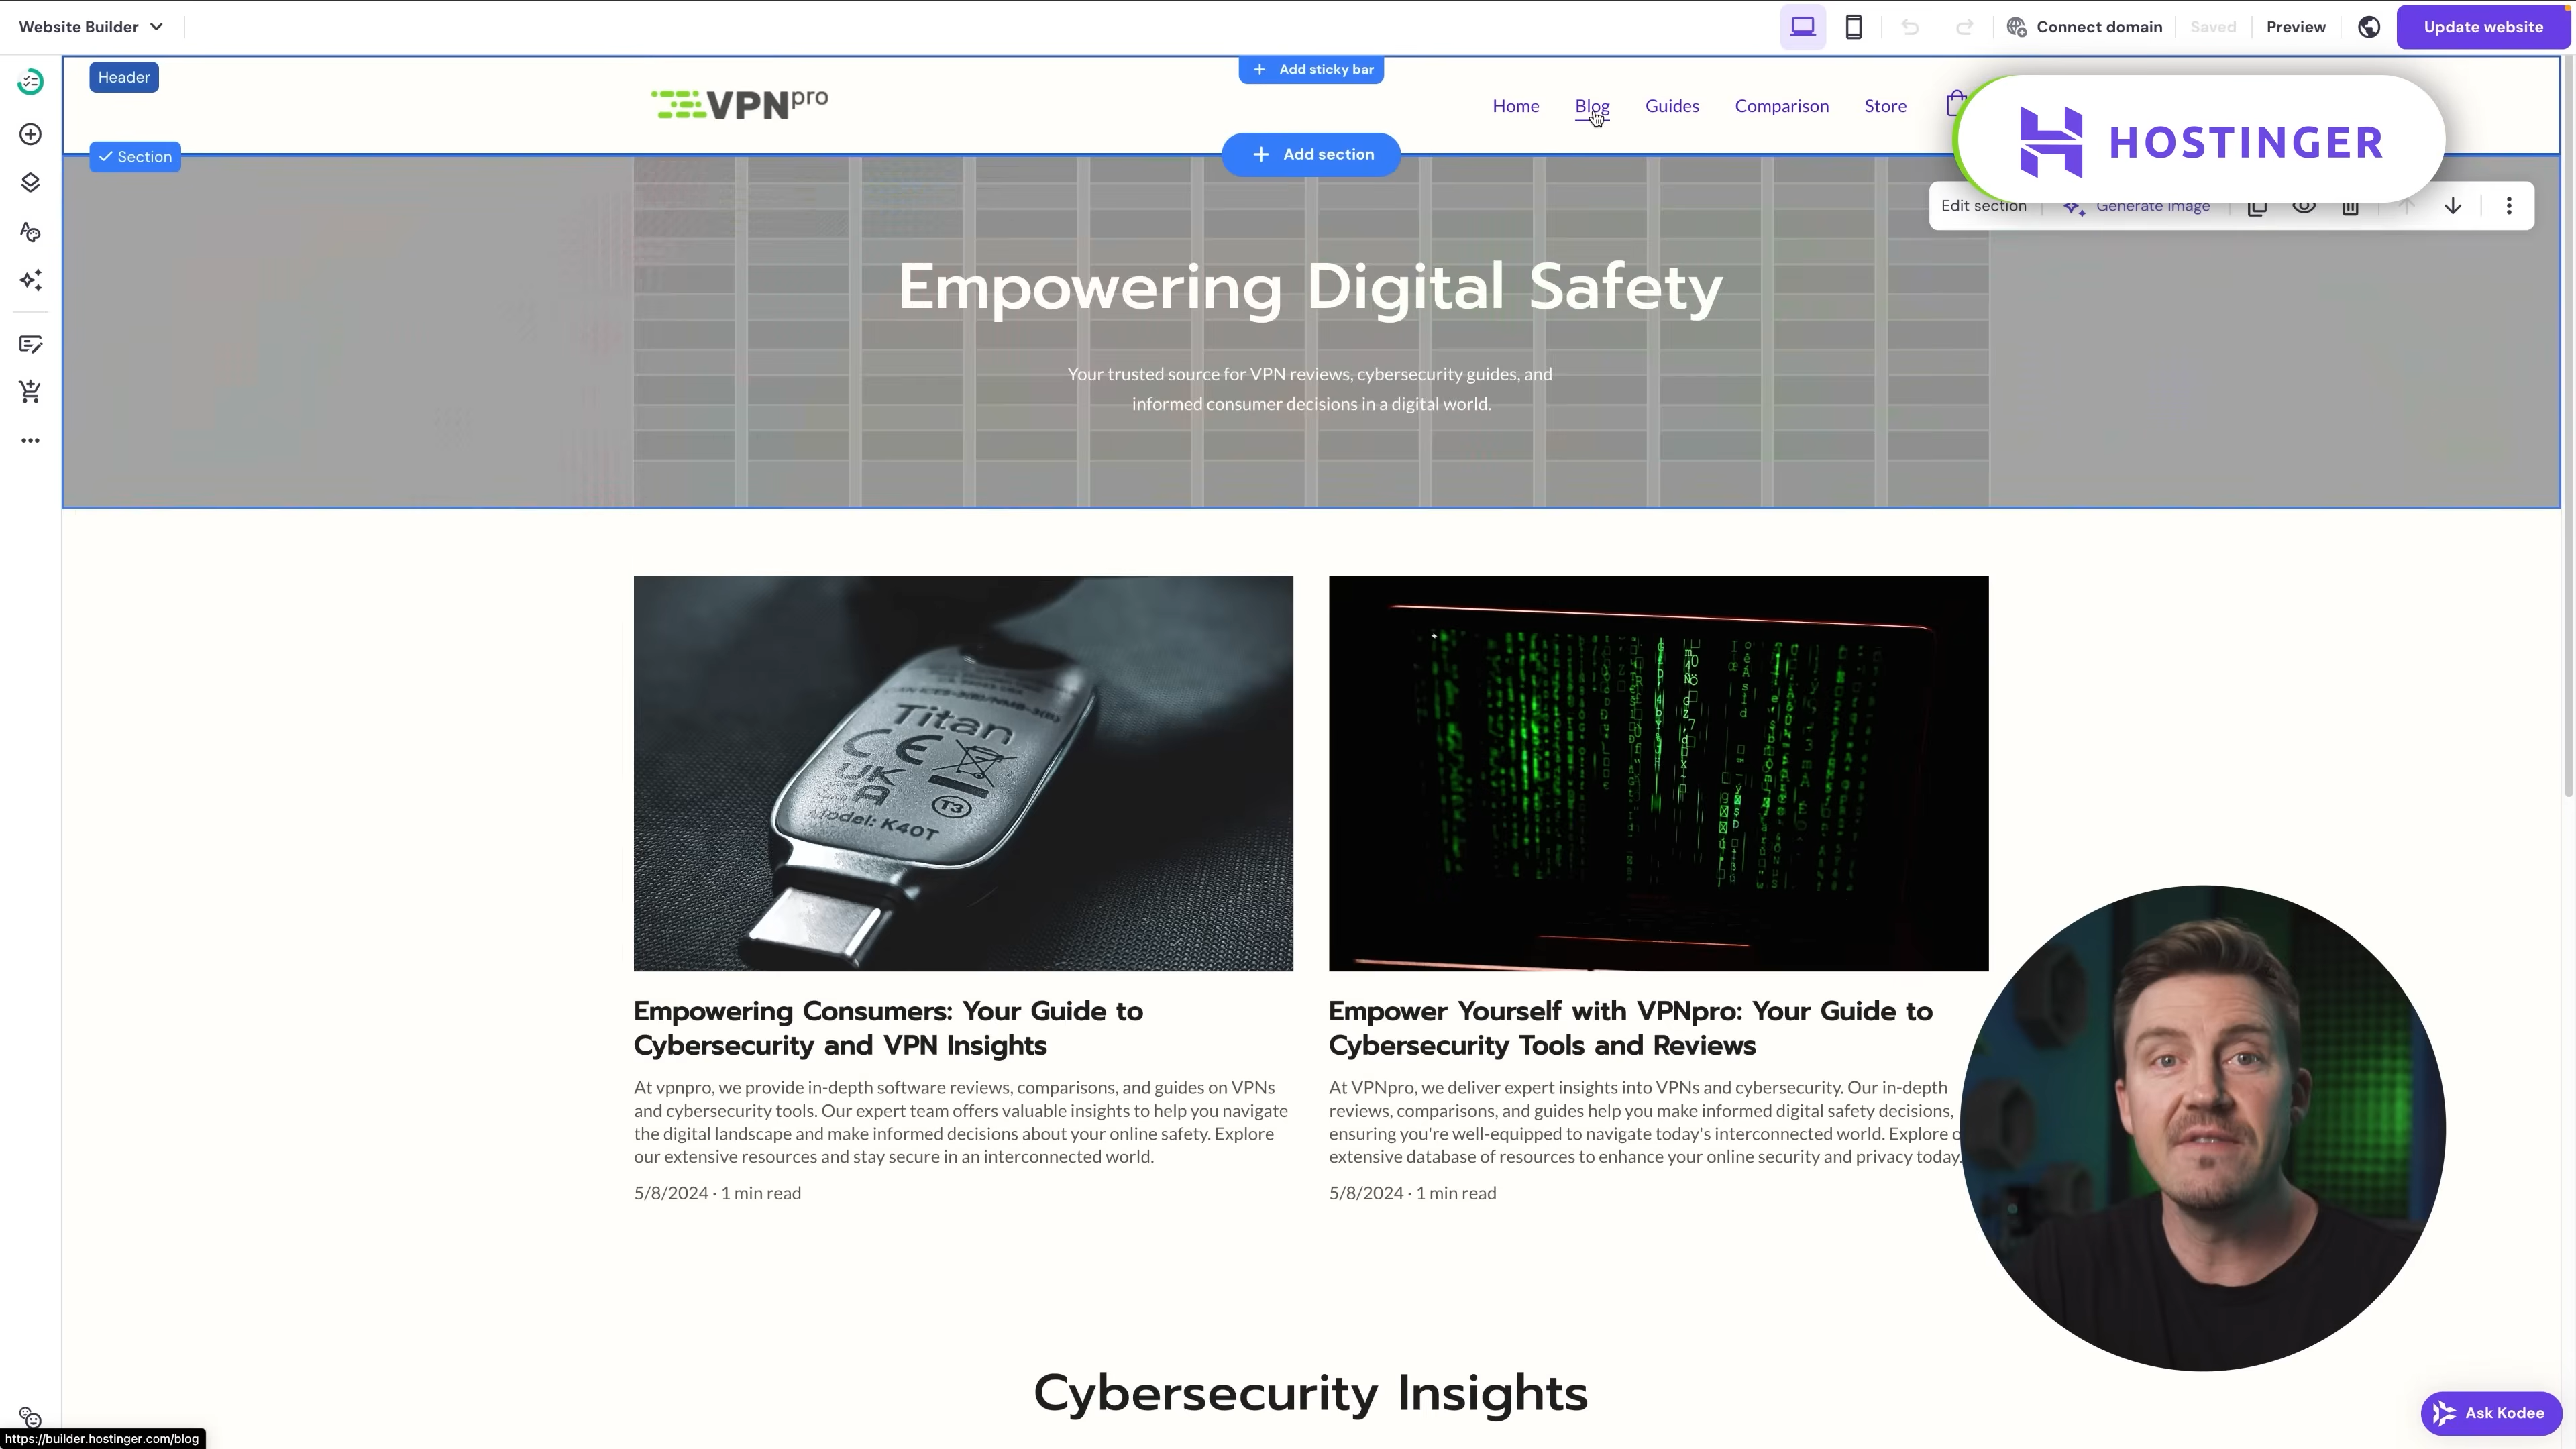 Website Builder
Connect domain
Saved
Preview
Update website
Header
Add sticky bar
VPNpro
Home
Blog
Guides
Comparison
Store
HOSTINGER
Section
Add section
Edit section
Generate image
Empowering Digital Safety
Your trusted source for VPN reviews, cybersecurity guides, and
informed consumer decisions in a digital world.
Titan
CE
UK
CA
T3
Model: K40T
Empowering Consumers: Your Guide to
Cybersecurity and VPN Insights
At vpnpro, we provide in-depth software reviews, comparisons, and guides on VPNs
and cybersecurity tools. Our expert team offers valuable insights to help you navigate
the digital landscape and make informed decisions about your online safety. Explore
our extensive resources and stay secure in an interconnected world.
5/8/2024 · 1 min read
Empower Yourself with VPNpro: Your Guide to
Cybersecurity Tools and Reviews
At VPNpro, we deliver expert insights into VPNs and cybersecurity. Our in-depth
reviews, comparisons, and guides help you make informed digital safety decisions,
ensuring you're well-equipped to navigate today's interconnected world. Explore
extensive database of resources to enhance your online security and privacy today.
5/8/2024 · 1 min read
Cybersecurity Insights
Ask Kodee
https://builder.hostinger.com/blog